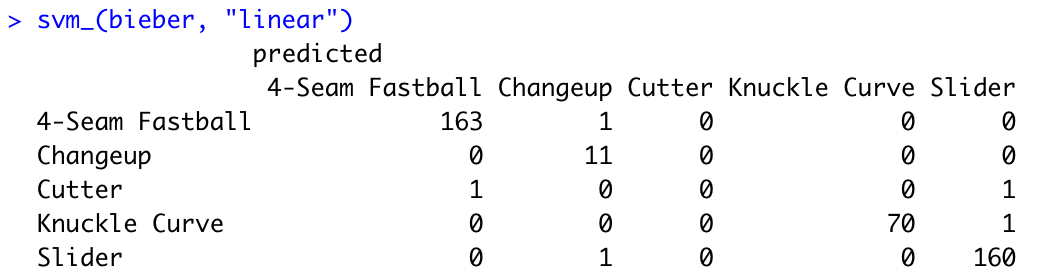 > svm_(bieber, "linear")
predicted
4-Seam Fastball Changeup Cutter Knuckle Curve Slider
4-Seam Fastball 163 1 0 0 0
Changeup 0 11 0 0 0
Cutter 1 0 0 0 1
Knuckle Curve 0 0 0 70 1
Slider 0 1 0 0 160